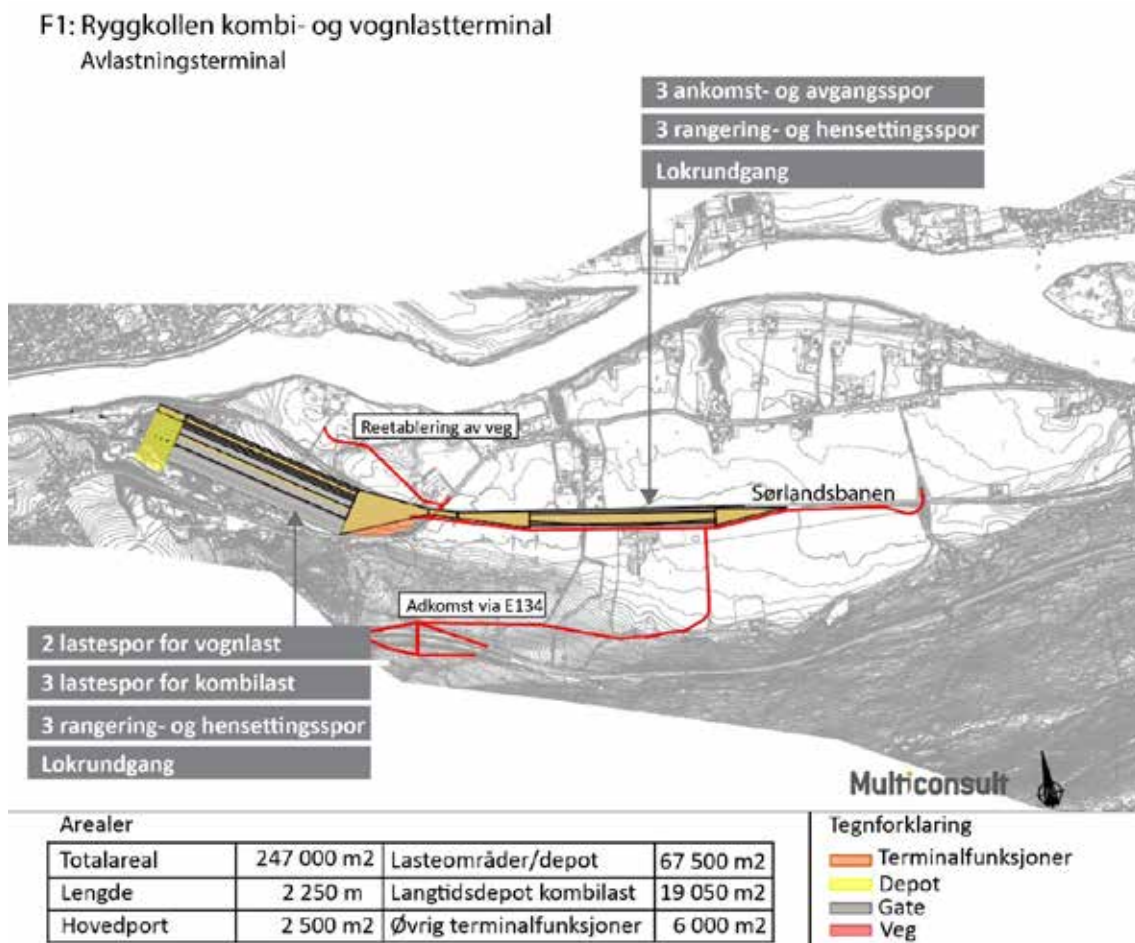 F1: Ryggkollen kombi- og vognlastterminal
Avlastningsterminal
3 ankomst- og avgangsspor
3 rangering- og hensettingsspor
Lokrundgang
Reetablering av veg
Sørlandsbanen
Adkomst via E134
2 lastespor for vognlast
3 lastespor for kombilast
3 rangering- og hensettingsspor
Lokrundgang
Multiconsult
Arealer
Totalareal 247 000 m2 Lasteområder/depot 67 500 m2
Lengde 2 250 m Langtidsdepot kombilast 19 050 m2
Hovedport 2 500 m2 Øvrig terminalfunksjoner 6 000 m2
Tegnforklaring
Terminalfunksjoner
Depot
Gate
Veg